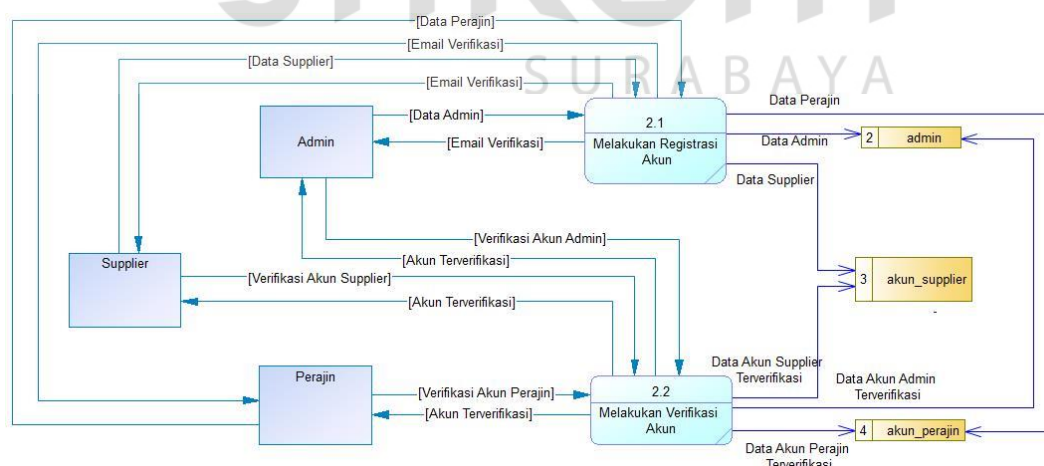 [Data Perajin]
[Email Verifikasi]
[Data Supplier]
[Email Verifikasi]
SURABAYA
Data Perajin
[Data Admin]
2.1
Admin
[Email Verifikasi]
Melakukan Registrasi
Akun
Data Admin
2 admin
Data Supplier
[Verifikasi Akun Admin]
[Akun Terverifikasi]
Supplier
[Verifikasi Akun Supplier]
[Akun Terverifikasi]
3 akun_supplier
-
Perajin
[Verifikasi Akun Perajin]
[Akun Terverifikasi]
2.2
Melakukan Verifikasi
Akun
Data Akun Supplier
Terverifikasi
Data Akun Admin
Terverifikasi
4 akun_perajin
Data Akun Perajin
Terverifikasi